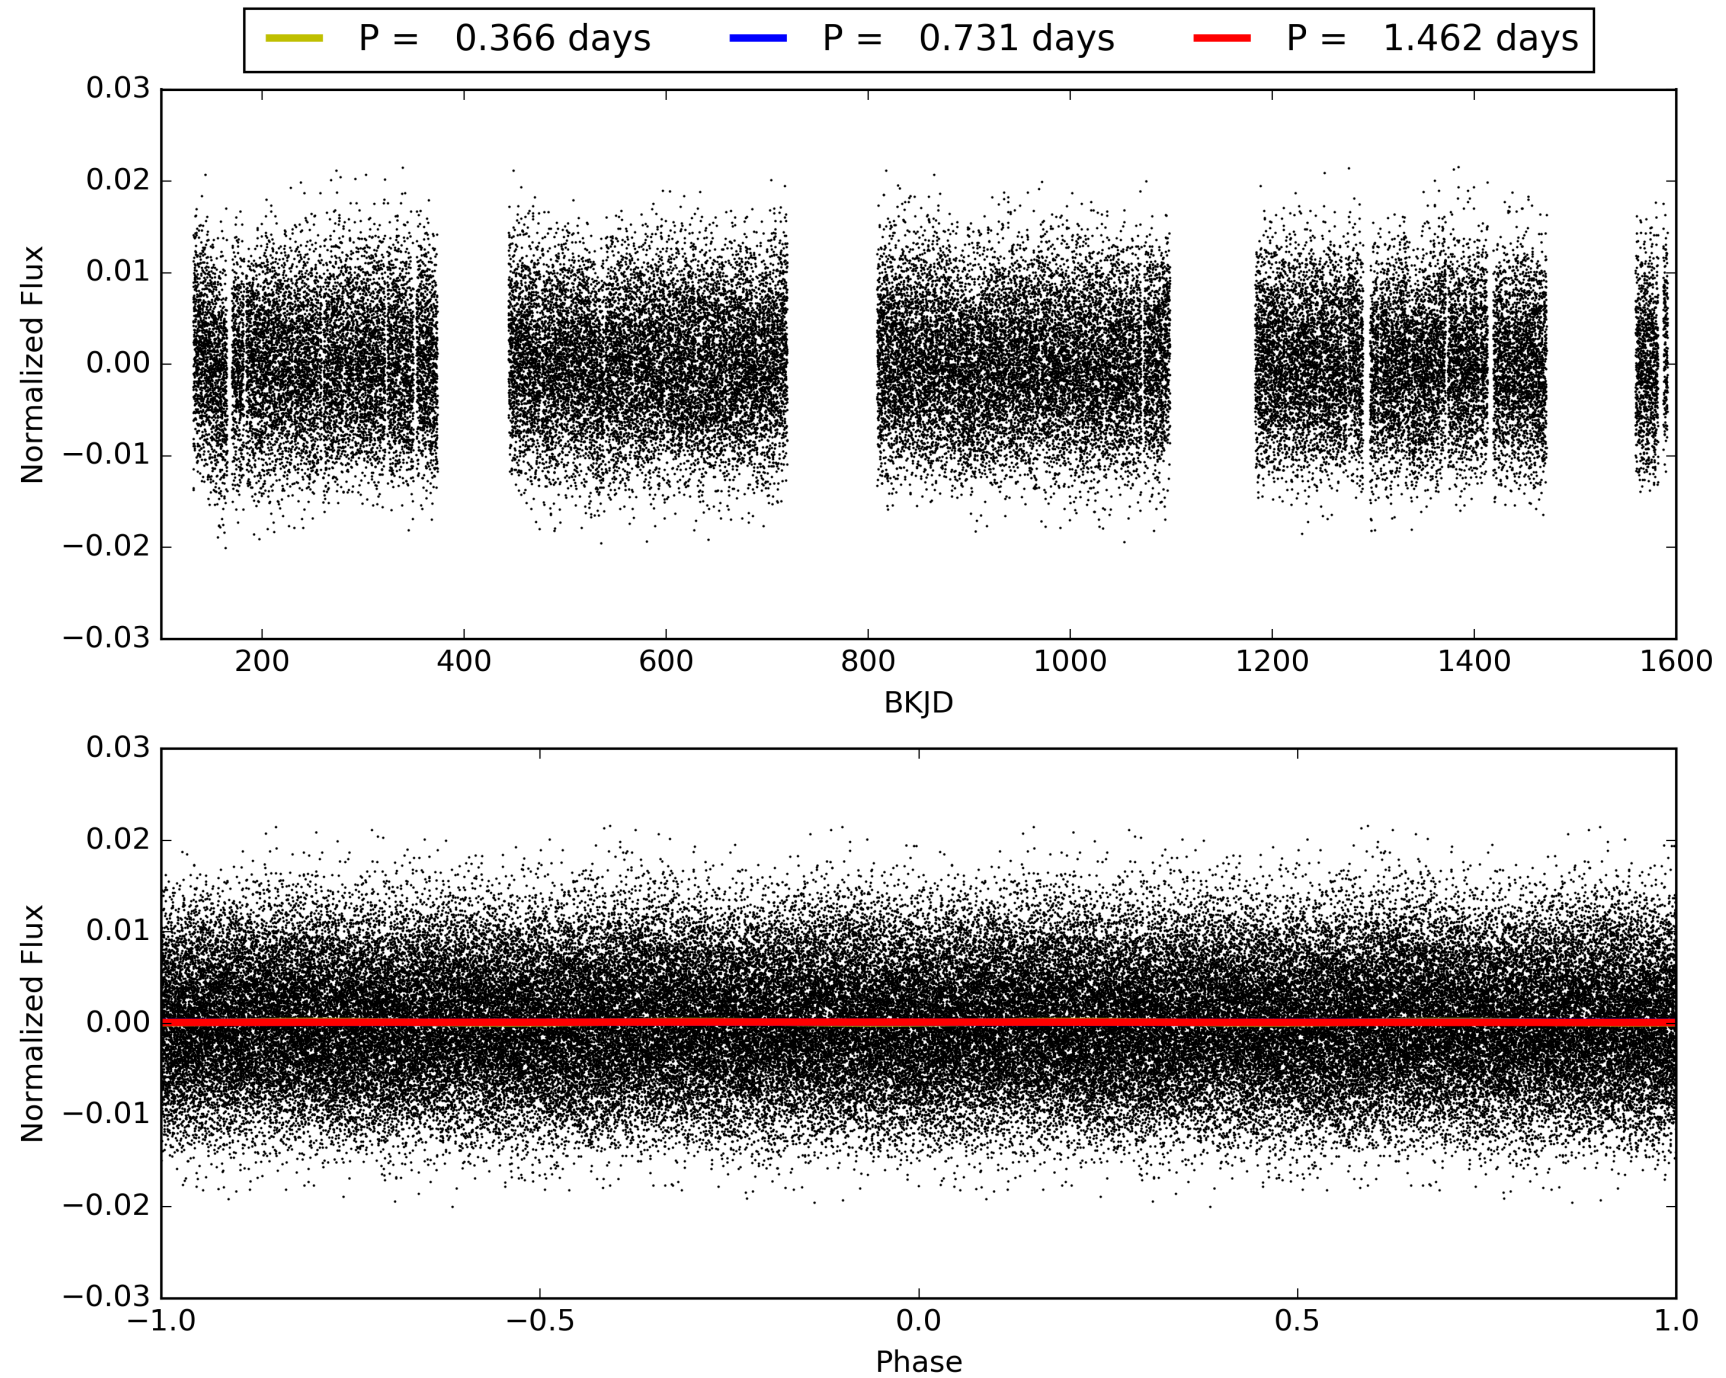 P = 0.366 days P = 0.731 days P = 1.462 days
0.03
0.02
0.01
0.00
−0.01
−0.02
−0.03
Normalized Flux
200 400 600 800 1000 1200 1400 1600
BKJD
0.03
0.02
0.01
0.00
−0.01
−0.02
−0.03
Normalized Flux
−1.0 −0.5 0.0 0.5 1.0
Phase